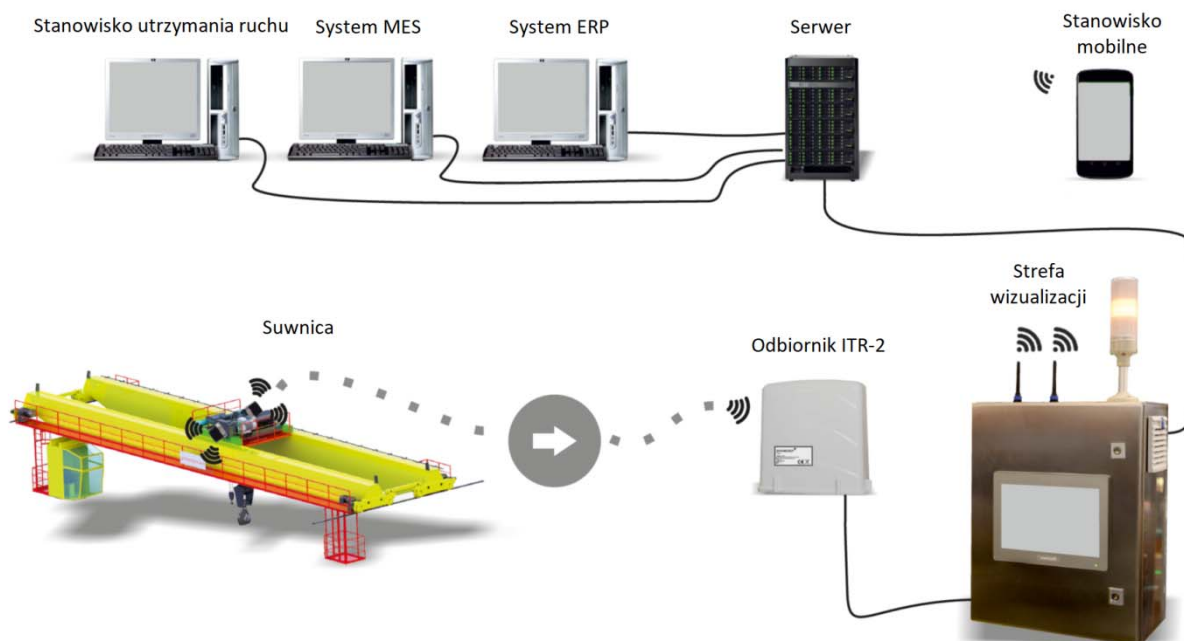 Stanowisko utrzymania ruchu
System MES
System ERP
Serwer
Stanowisko
mobilne
Suwnica
Odbiornik ITR-2
Strefa
wizualizacji